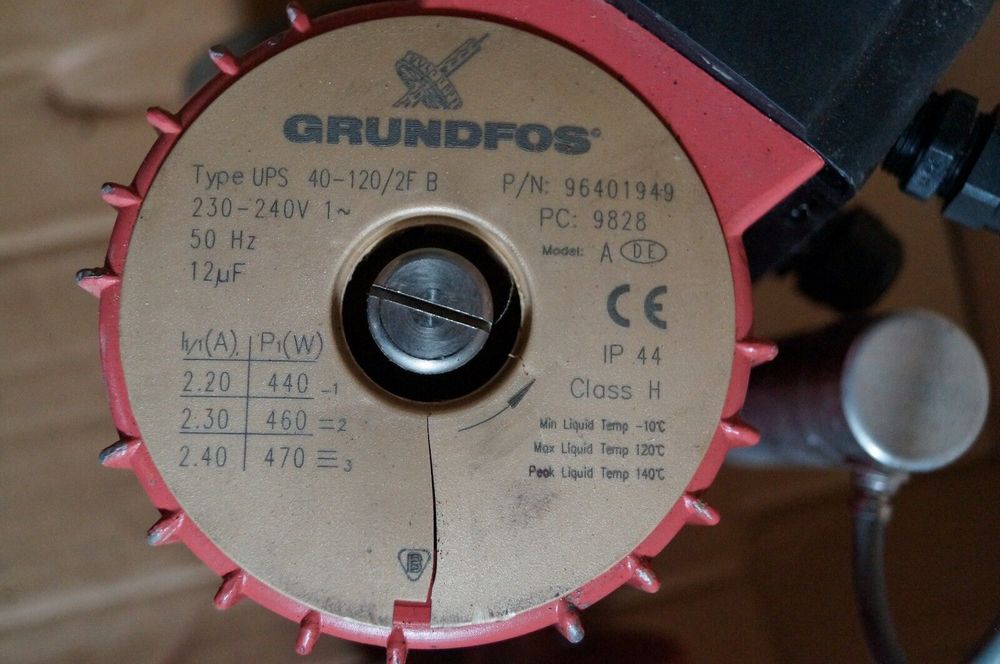 GRUNDFOS®
Type UPS 40-120/2F B
230-240V 1~
50 Hz
12µF
P/N: 96401949
PC: 9828
Model: A DE
CE
IP 44
Class H
Min Liquid Temp -10℃
Max Liquid Temp 120℃
Peak Liquid Temp 140℃
I1/1(A) P1(W)
2.20 440 -1
2.30 460 =2
2.40 470 ≡3
B